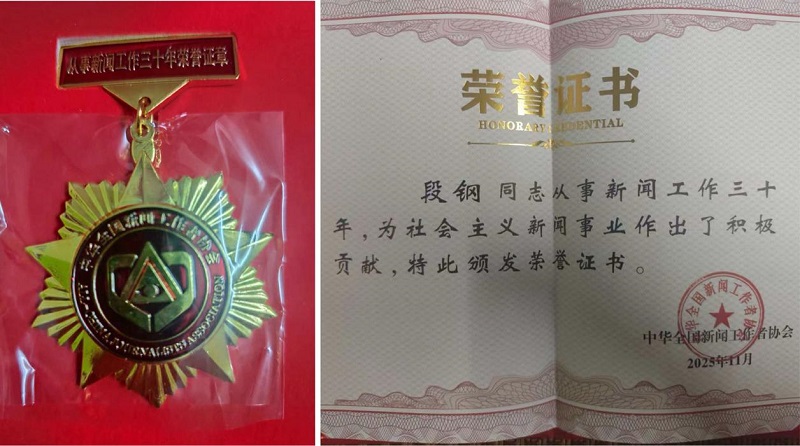 从事新闻工作三十年荣誉证章
中华全国新闻工作者协会
ALL-CHINA JOURNALISTS ASSOCIATION
荣誉证书
HONORARY CREDENTIAL
段钢 同志从事新闻工作三十
年,为社会主义新闻事业作出了积极
贡献,特此颁发荣誉证书。
中华全国新闻工作者协会
中华全国新闻工作者协会
2025年11月